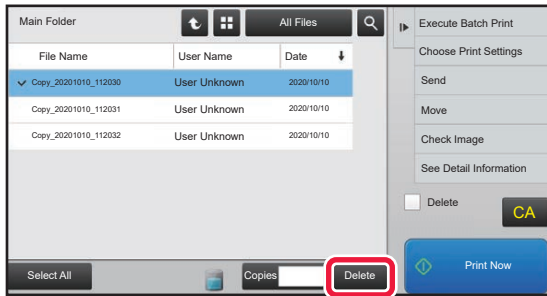 Main Folder
All Files
File Name
User Name
Date
Copy_20201010_112030
User Unknown
2020/10/10
Copy_20201010_112031
User Unknown
2020/10/10
Copy_20201010_112032
User Unknown
2020/10/10
Select All
Copies
Delete
Execute Batch Print
Choose Print Settings
Send
Move
Check Image
See Detail Information
Delete
CA
Print Now